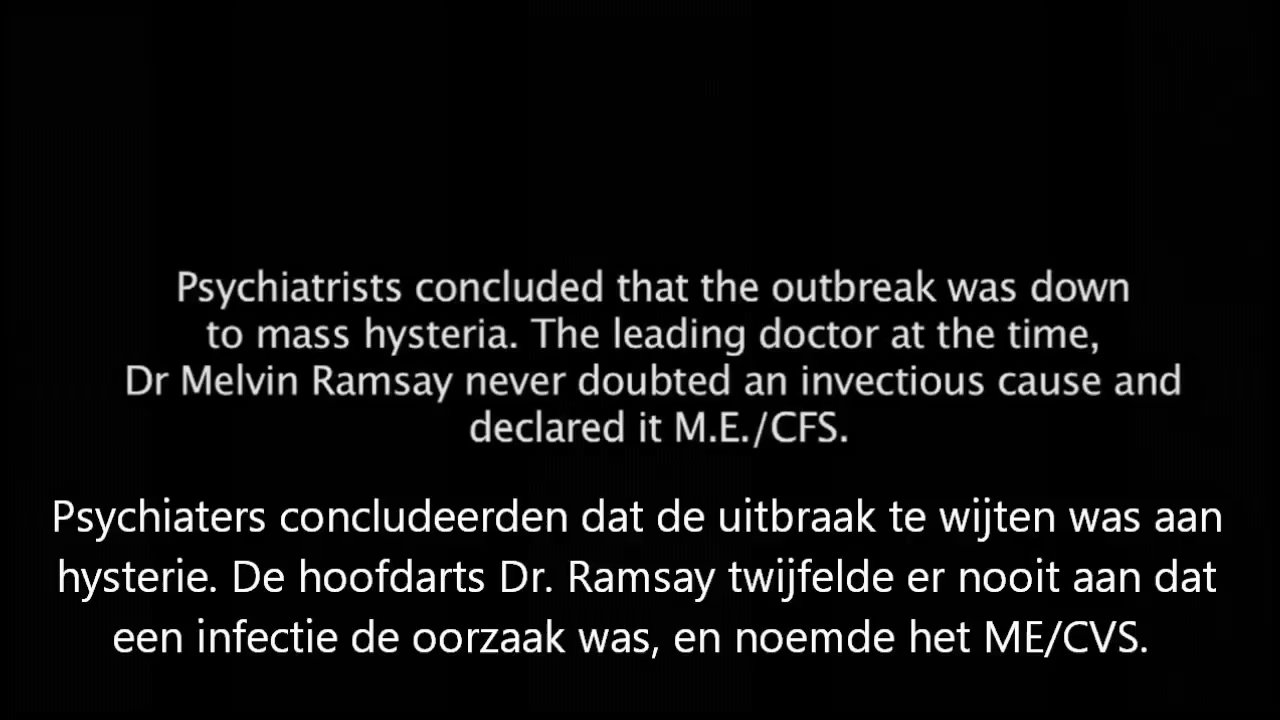 Psychiatrists concluded that the outbreak was down
to mass hysteria. The leading doctor at the time,
Dr Melvin Ramsay never doubted an invectious cause and
declared it M.E./CFS.
Psychiaters concludeerden dat de uitbraak te wijten was aan
hysterie. De hoofdarts Dr. Ramsay twijfelde er nooit aan dat
een infectie de oorzaak was, en noemde het ME/CVS.